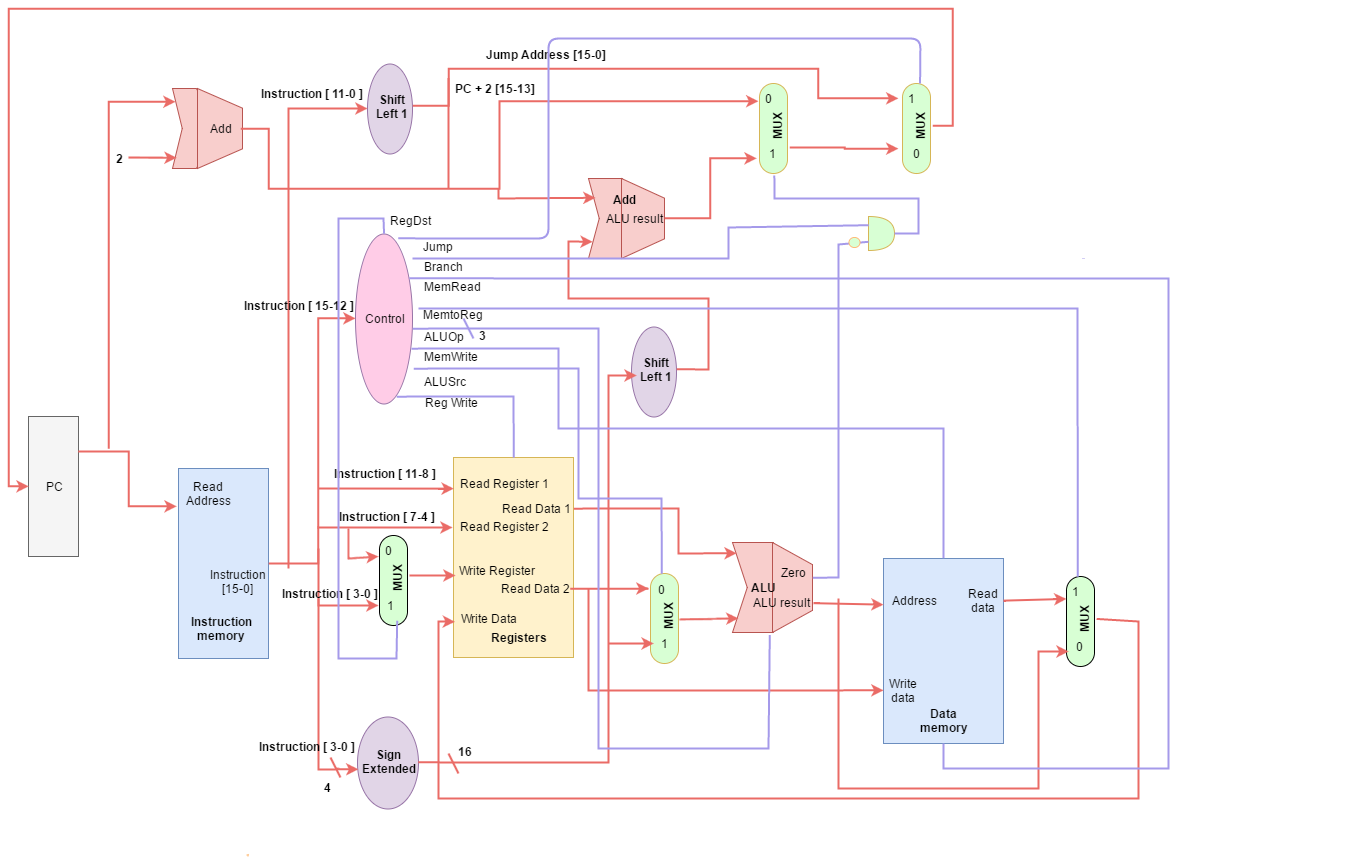 Jump Address [15-0]
Instruction [ 11-0 ]
PC + 2 [15-13]
Shift
Left 1
Add
2
0
MUX
1
1
MUX
0
Add
ALU result
RegDst
Jump
Branch
MemRead
MemtoReg
ALUOp
3
MemWrite
ALUSrc
Reg Write
Instruction [ 15-12 ]
Control
Shift
Left 1
PC
Read
Address
Instruction
[15-0]
Instruction
memory
Instruction [ 11-8 ]
Instruction [ 7-4 ]
Instruction [ 3-0 ]
0
MUX
1
Read Register 1
Read Data 1
Read Register 2
Write Register
Read Data 2
Write Data
Registers
0
MUX
1
Zero
ALU
ALU result
Address
Read
data
Write
data
Data
memory
1
MUX
0
Instruction [ 3-0 ]
4
Sign
Extended
16